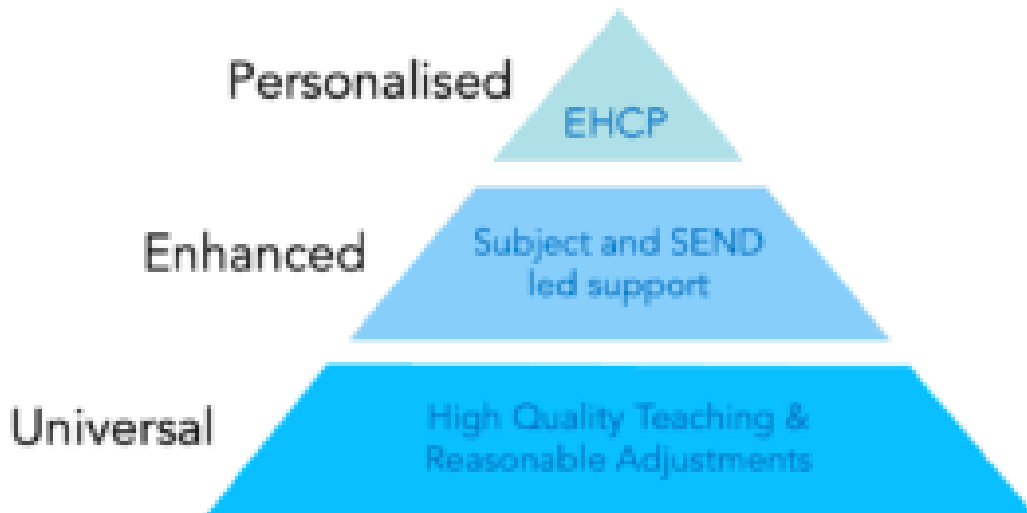 Personalised
EHCP
Enhanced
Subject and SEND
led support
Universal
High Quality Teaching &
Reasonable Adjustments